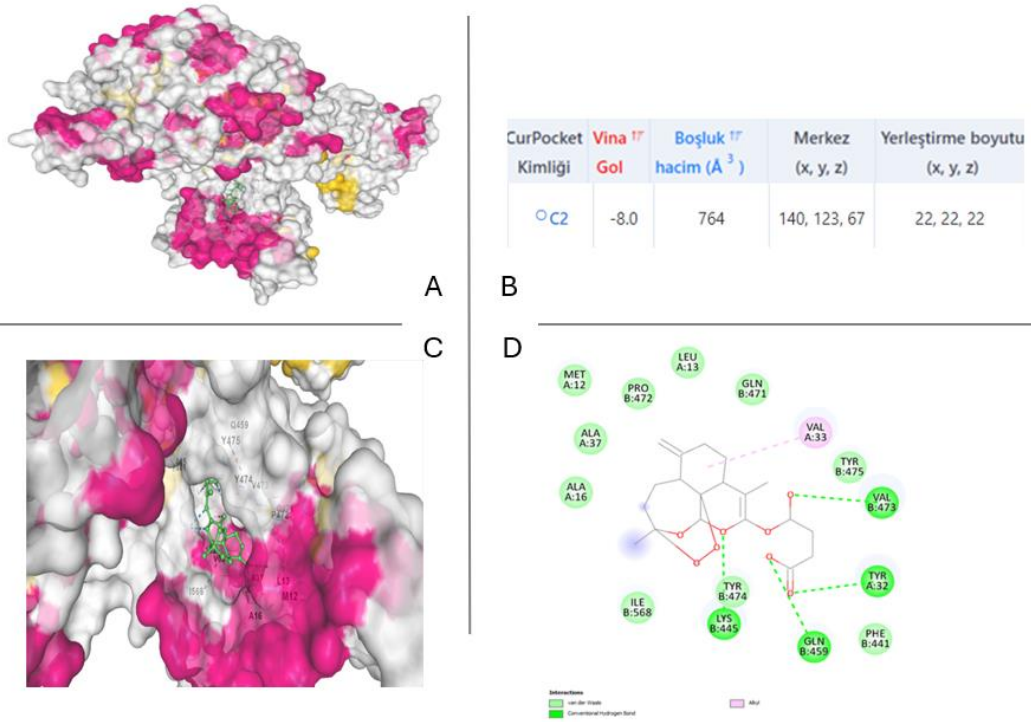 A
B
CurPocket Vina Boşluk Merkez Yerleştirme boyutu
Kimliği Gol hacim (Å 3 ) (x, y, z) (x, y, z)
C2 -8.0 764 140, 123, 67 22, 22, 22
C
Q459
Y475
Y474
P472
I568
L13
M12
A16
D
LEU
A:13
MET
A:12
PRO
B:472
GLN
B:471
VAL
A:33
ALA
A:37
TYR
B:475
ALA
A:16
VAL
B:473
TYR
A:32
TYR
B:474
ILE
B:568
LYS
B:445
GLN
B:459
PHE
B:441
O
O
O
O
O
O
O
O
O
Interactions
van der Waals
Conventional Hydrogen Bond
Alkyl